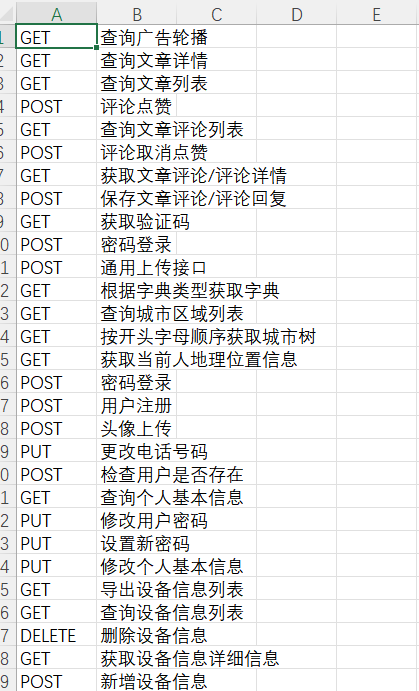 A B C D E
1 GET 查询广告轮播
2 GET 查询文章详情
3 GET 查询文章列表
4 POST 评论点赞
5 GET 查询文章评论列表
6 POST 评论取消点赞
7 GET 获取文章评论/评论详情
8 POST 保存文章评论/评论回复
9 GET 获取验证码
0 POST 密码登录
1 POST 通用上传接口
2 GET 根据字典类型获取字典
3 GET 查询城市区域列表
4 GET 按开头字母顺序获取城市树
5 GET 获取当前人地理位置信息
6 POST 密码登录
7 POST 用户注册
8 POST 头像上传
9 PUT 更改电话号码
0 POST 检查用户是否存在
1 GET 查询个人基本信息
2 PUT 修改用户密码
3 PUT 设置新密码
4 PUT 修改个人基本信息
5 GET 导出设备信息列表
6 GET 查询设备信息列表
7 DELETE 删除设备信息
8 GET 获取设备信息详细信息
9 POST 新增设备信息